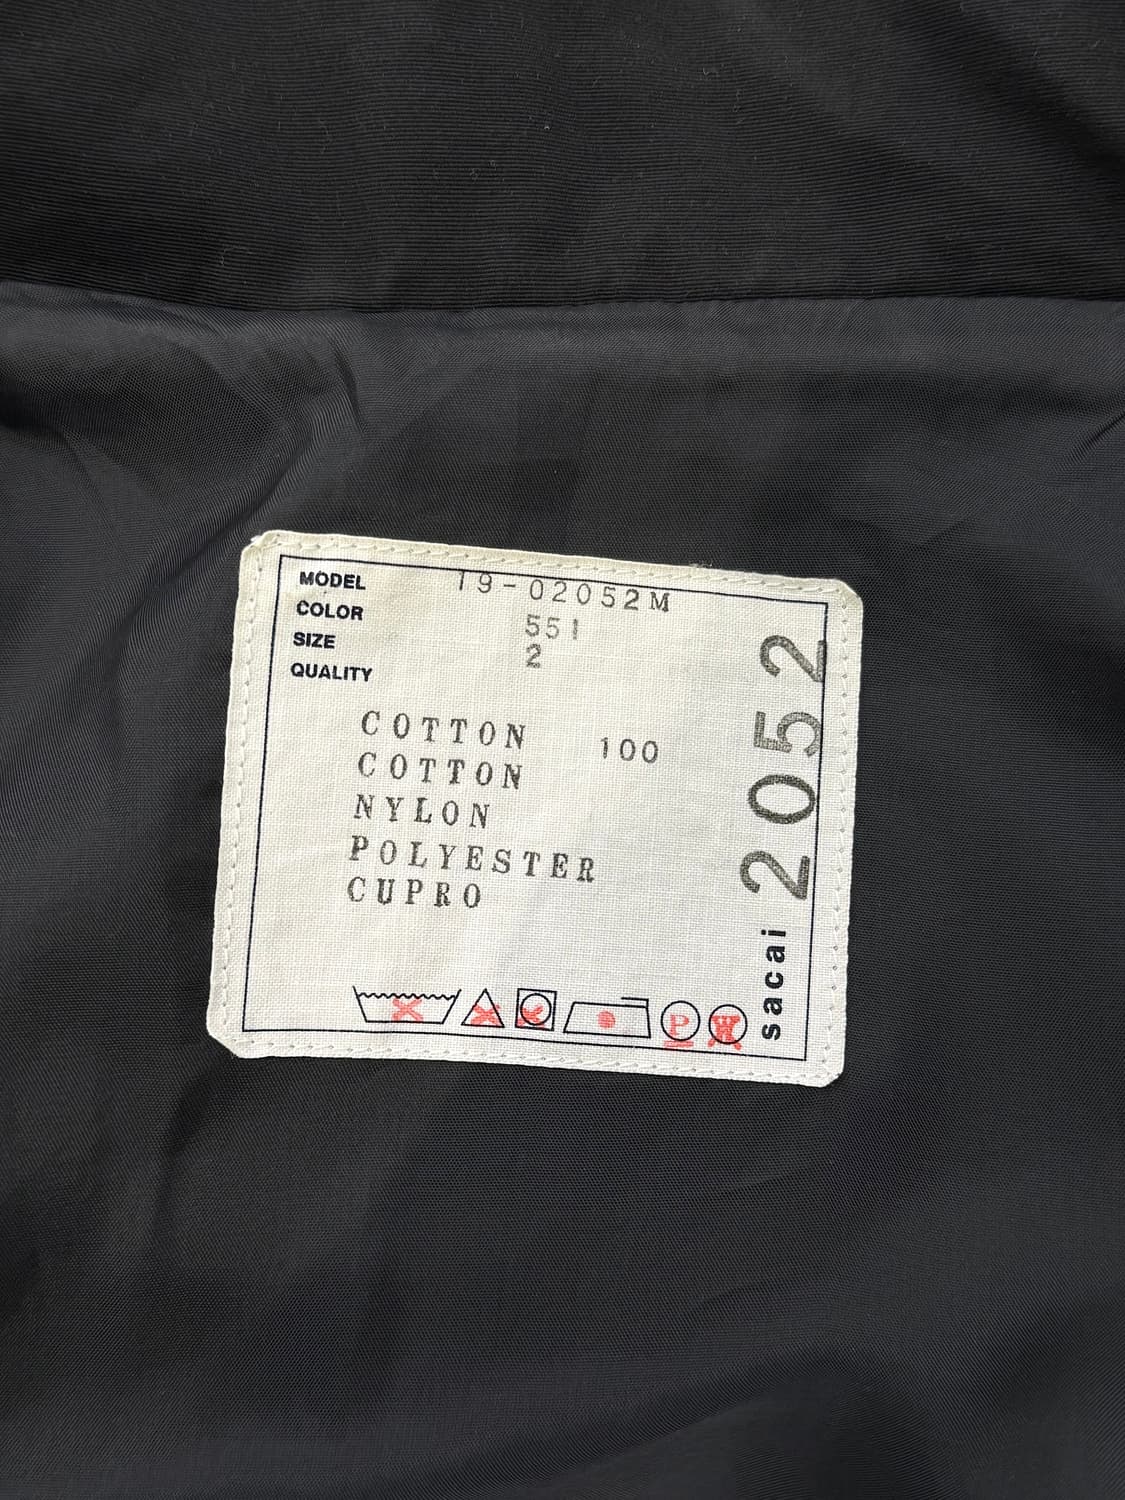 MODEL 19-02052M
COLOR 551
SIZE 2
QUALITY
COTTON 100
COTTON
NYLON
POLYESTER
CUPRO
P
W
sacai 2052